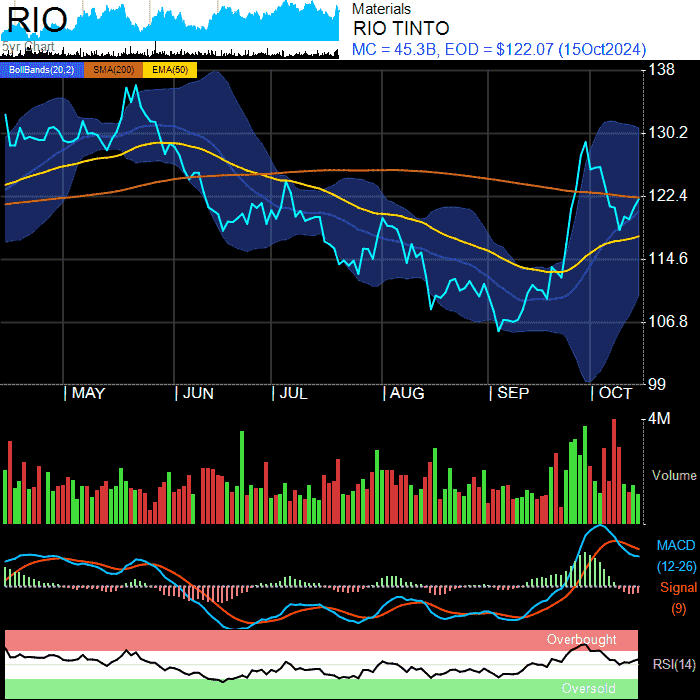 RIO
5yr Chart
Materials
RIO TINTO
MC = 45.3B, EOD = $122.07 (15Oct2024)
BollBands(20,2) SMA(200) EMA(50)
138
130.2
122.4
114.6
106.8
99
| MAY | JUN | JUL | AUG | SEP | OCT
4M
Volume
MACD
(12-26)
Signal
(9)
Overbought
RSI(14)
Oversold